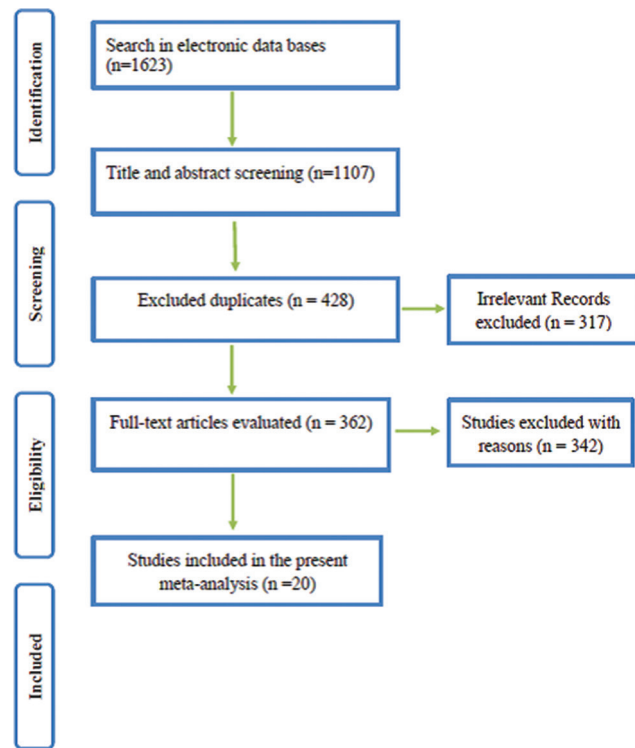 Identification
Search in electronic data bases
(n=1623)
Title and abstract screening (n=1107)
Screening
Excluded duplicates (n = 428)
Irrelevant Records
excluded (n = 317)
Eligibility
Full-text articles evaluated (n = 362)
Studies excluded with
reasons (n = 342)
Studies included in the present
meta-analysis (n =20)
Included